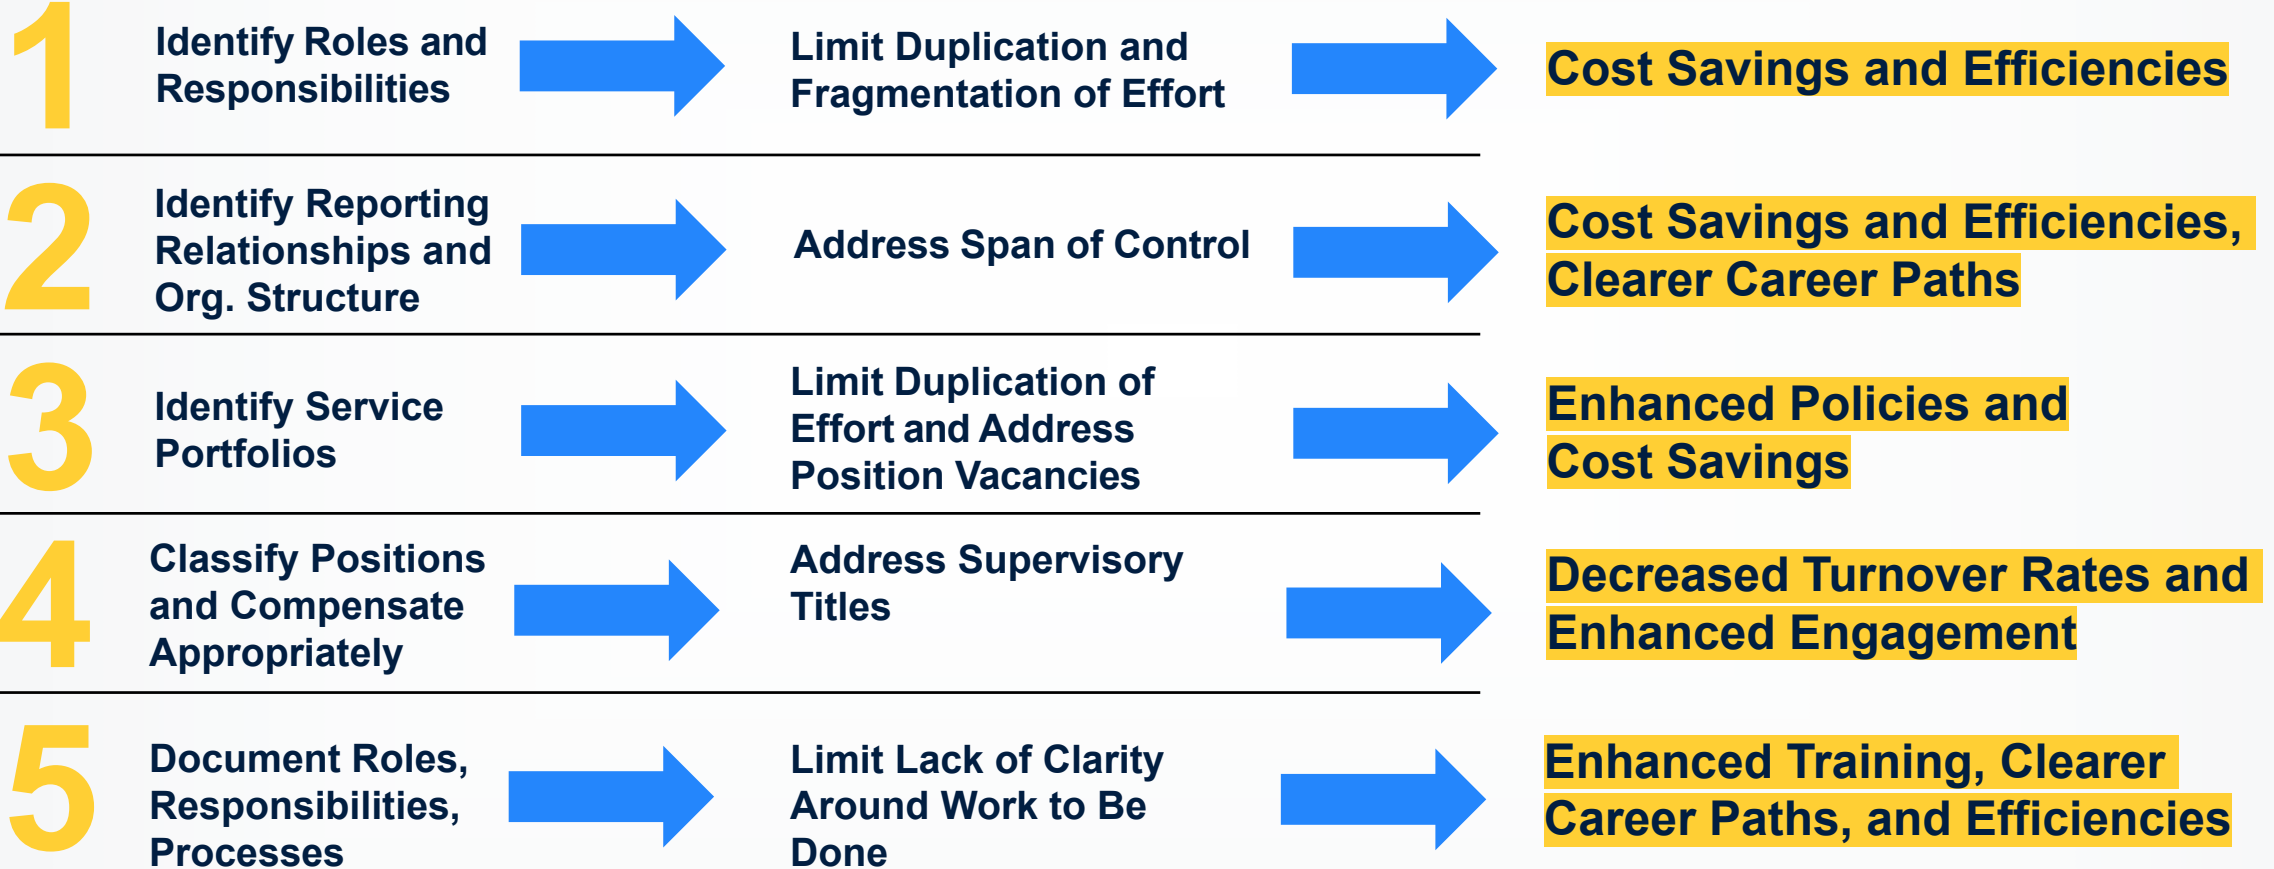 1
Identify Roles and
Responsibilities
Limit Duplication and
Fragmentation of Effort
Cost Savings and Efficiencies
2
Identify Reporting
Relationships and
Org. Structure
Address Span of Control
Cost Savings and Efficiencies,
Clearer Career Paths
3
Identify Service
Portfolios
Limit Duplication of
Effort and Address
Position Vacancies
Enhanced Policies and
Cost Savings
4
Classify Positions
and Compensate
Appropriately
Address Supervisory
Titles
Decreased Turnover Rates and
Enhanced Engagement
5
Document Roles,
Responsibilities,
Processes
Limit Lack of Clarity
Around Work to Be
Done
Enhanced Training, Clearer
Career Paths, and Efficiencies